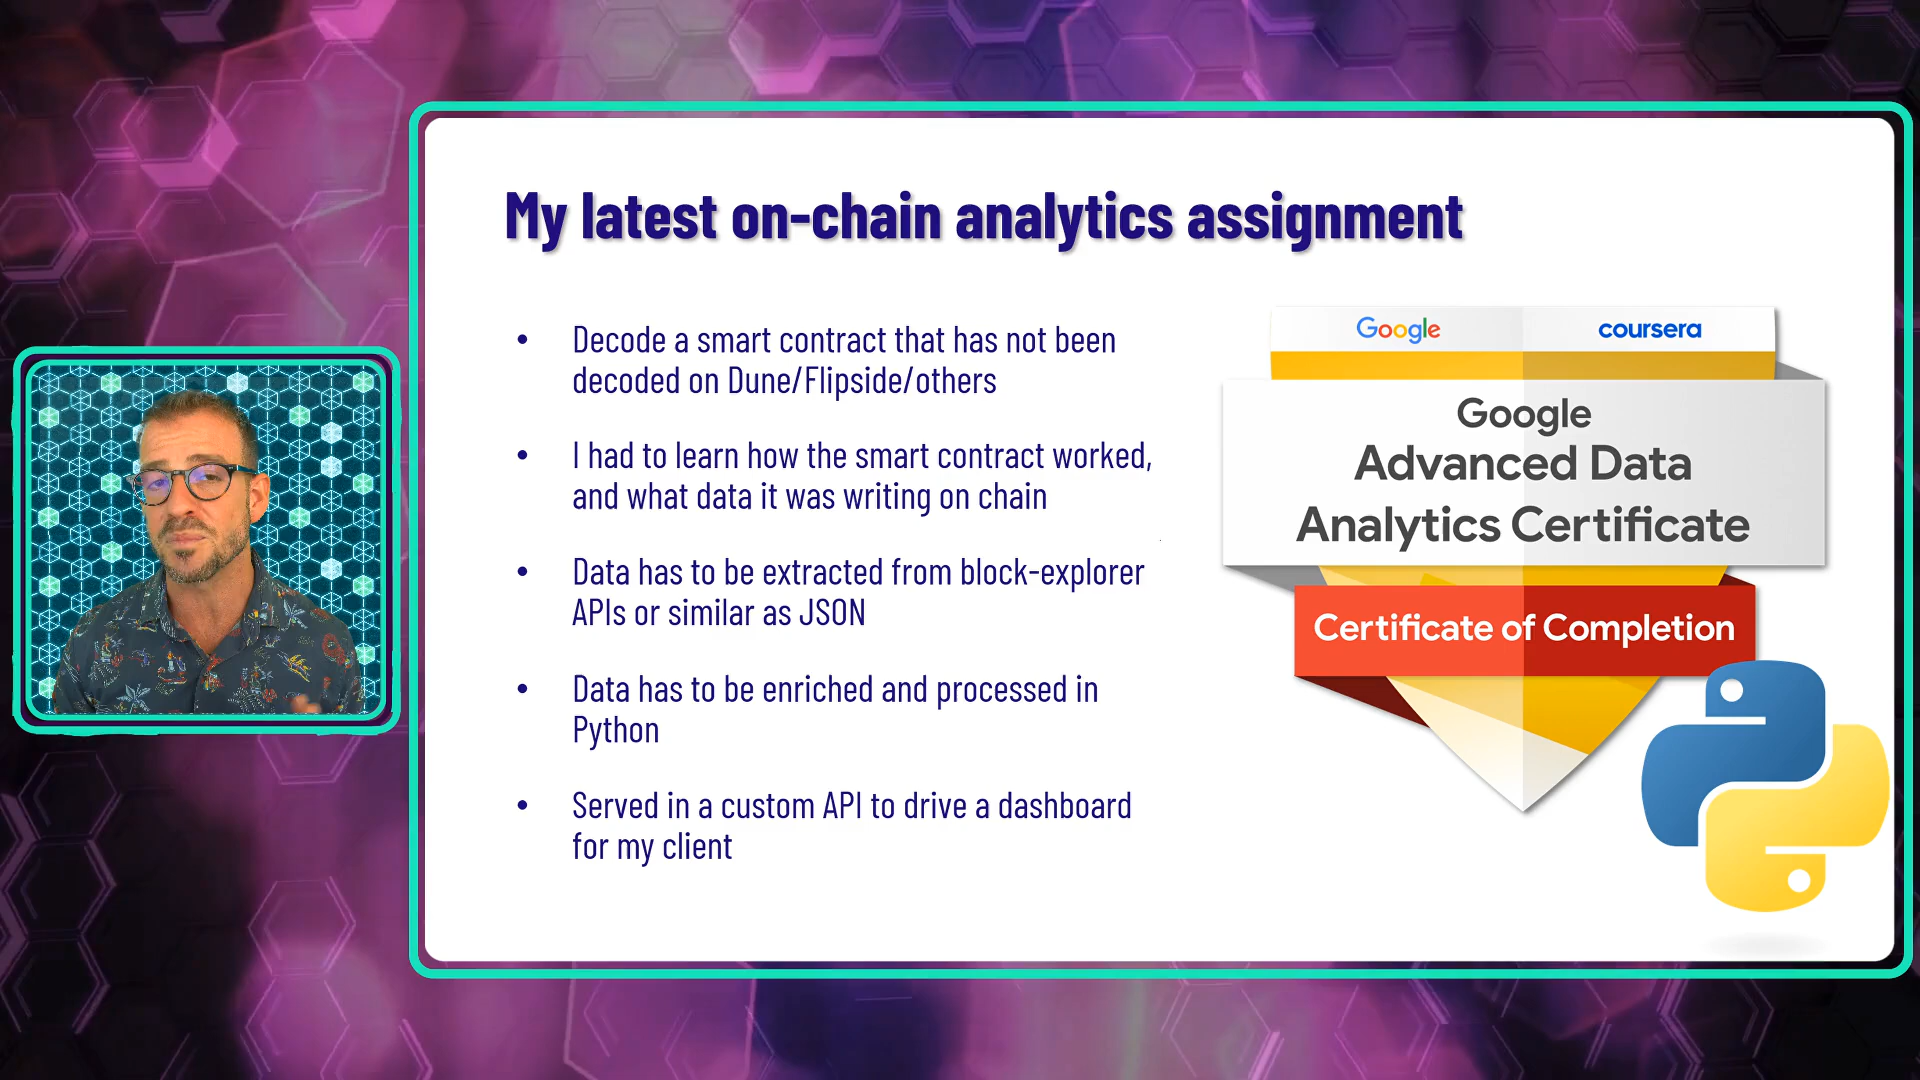 My latest on-chain analytics assignment
• Decode a smart contract that has not been
decoded on Dune/Flipside/others
• I had to learn how the smart contract worked,
and what data it was writing on chain
• Data has to be extracted from block-explorer
APIs or similar as JSON
• Data has to be enriched and processed in
Python
• Served in a custom API to drive a dashboard
for my client
Google coursera
Google
Advanced Data
Analytics Certificate
Certificate of Completion